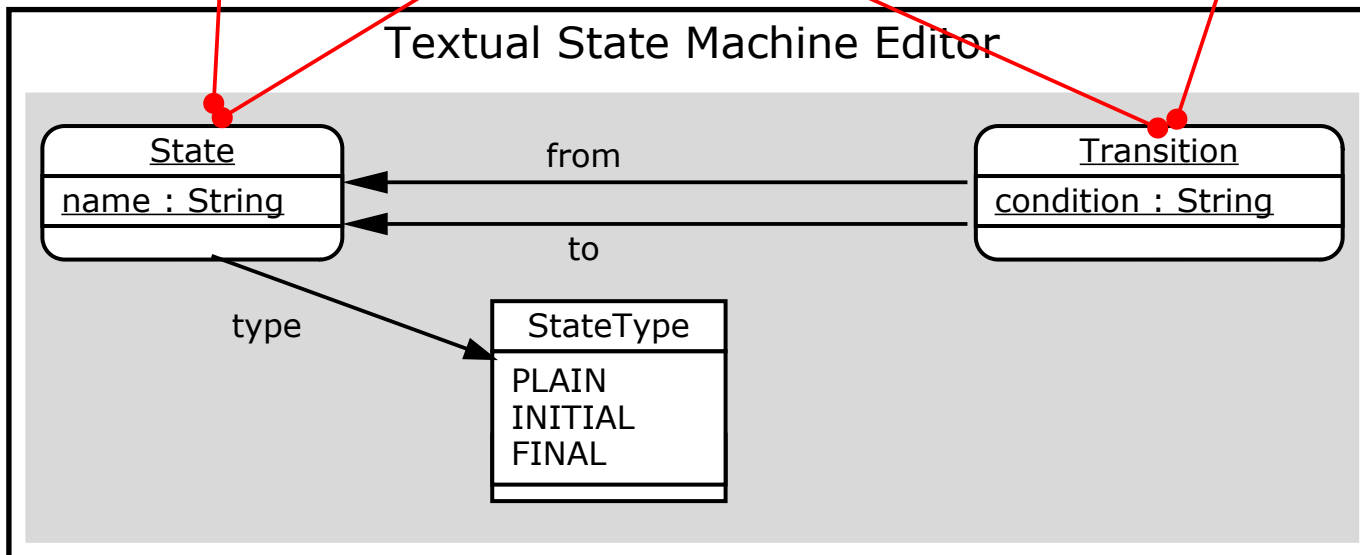 Textual State Machine Editor
State
name : String
from
to
Transition
condition : String
type
StateType
PLAIN
INITIAL
FINAL